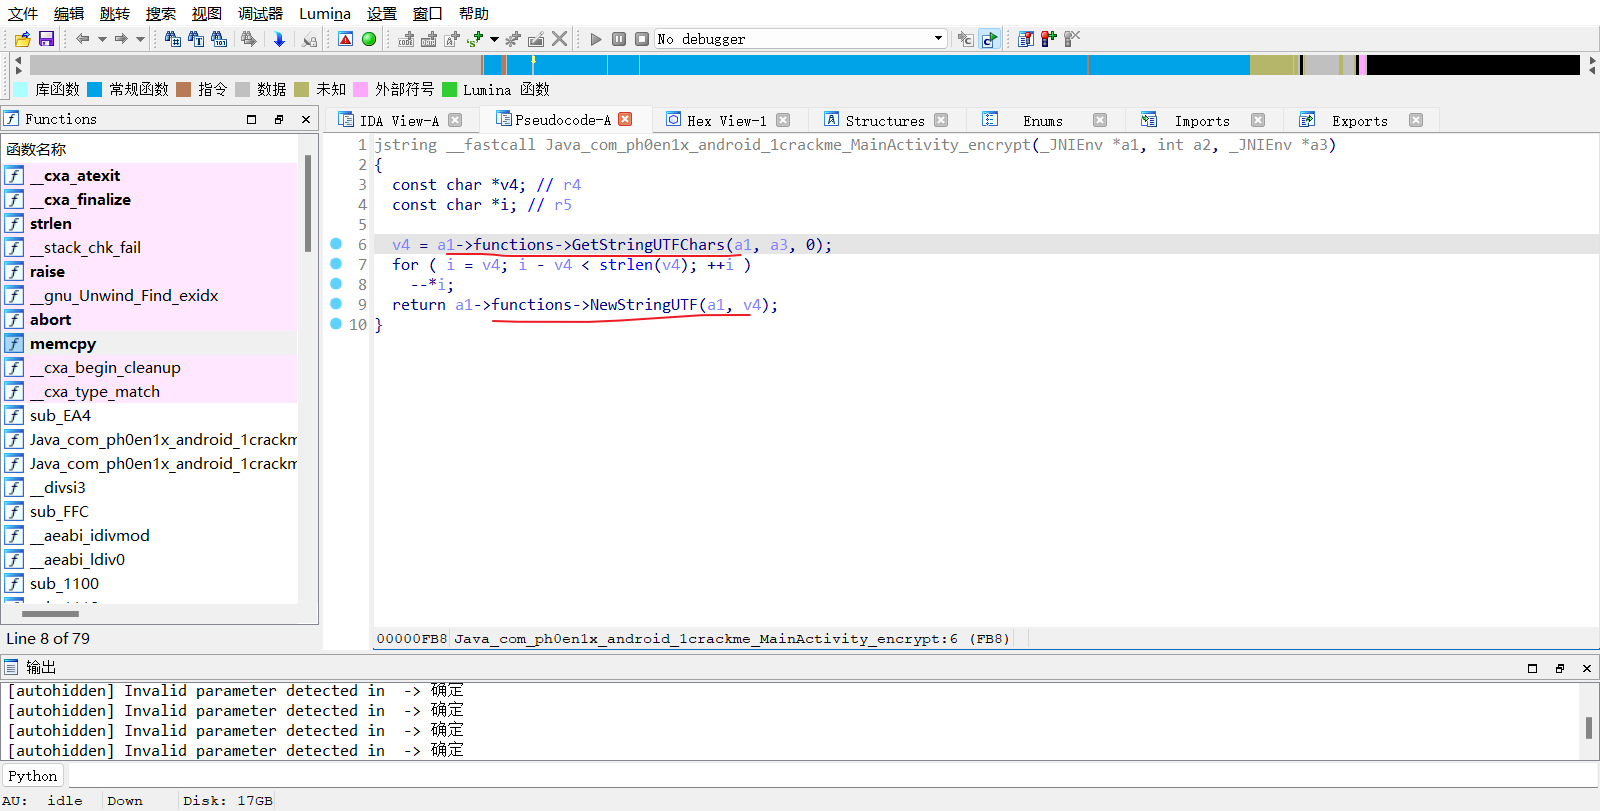 文件 编辑 跳转 搜索 视图 调试器 Lumina 设置 窗口 帮助
No debugger
库函数 常规函数 指令 数据 未知 外部符号 Lumina 函数
Functions
IDA View-A Pseudocode-A Hex View-1 Structures Enums Imports Exports
函数名称
__cxa_atexit
__cxa_finalize
strlen
__stack_chk_fail
raise
__gnu_Unwind_Find_exidx
abort
memcpy
__cxa_begin_cleanup
__cxa_type_match
sub_EA4
Java_com_ph0en1x_android_1crackm
Java_com_ph0en1x_android_1crackm
__divsi3
sub_FFC
__aeabi_idivmod
__aeabi_ldiv0
sub_1100
Line 8 of 79
1 jstring __fastcall Java_com_ph0en1x_android_1crackme_MainActivity_encrypt(_JNIEnv *a1, int a2, _JNIEnv *a3)
2 {
3 const char *v4; // r4
4 const char *i; // r5
5
6 v4 = a1->functions->GetStringUTFChars(a1, a3, 0);
7 for ( i = v4; i - v4 < strlen(v4); ++i )
8 --*i;
9 return a1->functions->NewStringUTF(a1, v4);
10 }
00000FB8 Java_com_ph0en1x_android_1crackme_MainActivity_encrypt:6 (FB8)
输出
[autohidden] Invalid parameter detected in -> 确定
[autohidden] Invalid parameter detected in -> 确定
[autohidden] Invalid parameter detected in -> 确定
[autohidden] Invalid parameter detected in -> 确定
Python
AU: idle Down Disk: 17GB